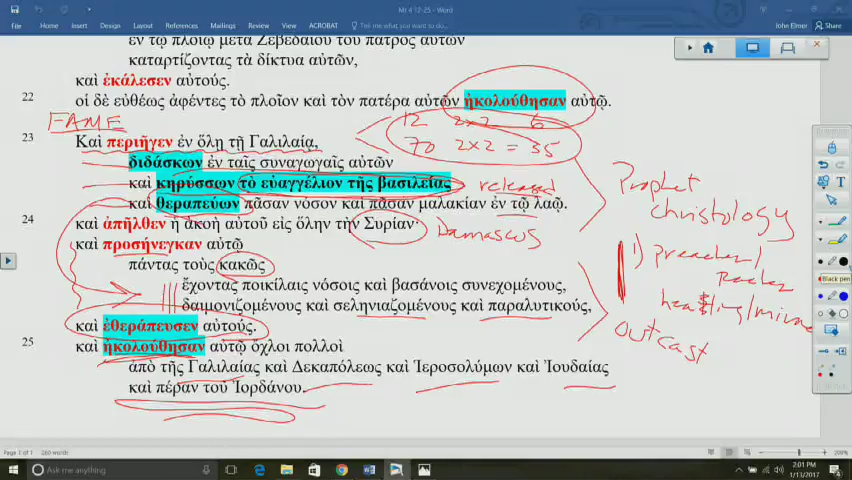 Mt 4 12-25 - Word
John Elmer
FILE HOME INSERT Design Layout References Mailings Review View ACROBAT Tell me what you want to do... Share
ἐν τῷ πλοίῳ μετὰ Ζεβεδαίου τοῦ πατρὸς αὐτῶν
καταρτίζοντας τὰ δίκτυα αὐτῶν,
καὶ ἐκάλεσεν αὐτούς.
22 οἱ δὲ εὐθέως ἀφέντες τὸ πλοῖον καὶ τὸν πατέρα αὐτῶν ἠκολούθησαν αὐτῷ.
FAME
12 2x2 6
23 Καὶ περιῆγεν ἐν ὅλῃ τῇ Γαλιλαίᾳ,
70 2x2 = 35
διδάσκων ἐν ταῖς συναγωγαῖς αὐτῶν
καὶ κηρύσσων τὸ εὐαγγέλιον τῆς βασιλείας released
καὶ θεραπεύων πᾶσαν νόσον καὶ πᾶσαν μαλακίαν ἐν τῷ λαῷ.
Prophet
christology
24 καὶ ἀπῆλθεν ἡ ἀκοὴ αὐτοῦ εἰς ὅλην τὴν Συρίαν· Damascus
καὶ προσήνεγκαν αὐτῷ
1) preacher/
πάντας τοὺς κακῶς
ἔχοντας ποικίλαις νόσοις καὶ βασάνοις συνεχομένους,
δαιμονιζομένους καὶ σεληνιαζομένους καὶ παραλυτικούς,
καὶ ἐθεράπευσεν αὐτούς.
outcast
25 καὶ ἠκολούθησαν αὐτῷ ὄχλοι πολλοὶ
ἀπὸ τῆς Γαλιλαίας καὶ Δεκαπόλεως καὶ Ἱεροσολύμων καὶ Ἰουδαίας
καὶ πέραν τοῦ Ἰορδάνου.
Black pen
Page 1 of 1 260 words 200%
Ask me anything
2:01 PM
1/13/2017